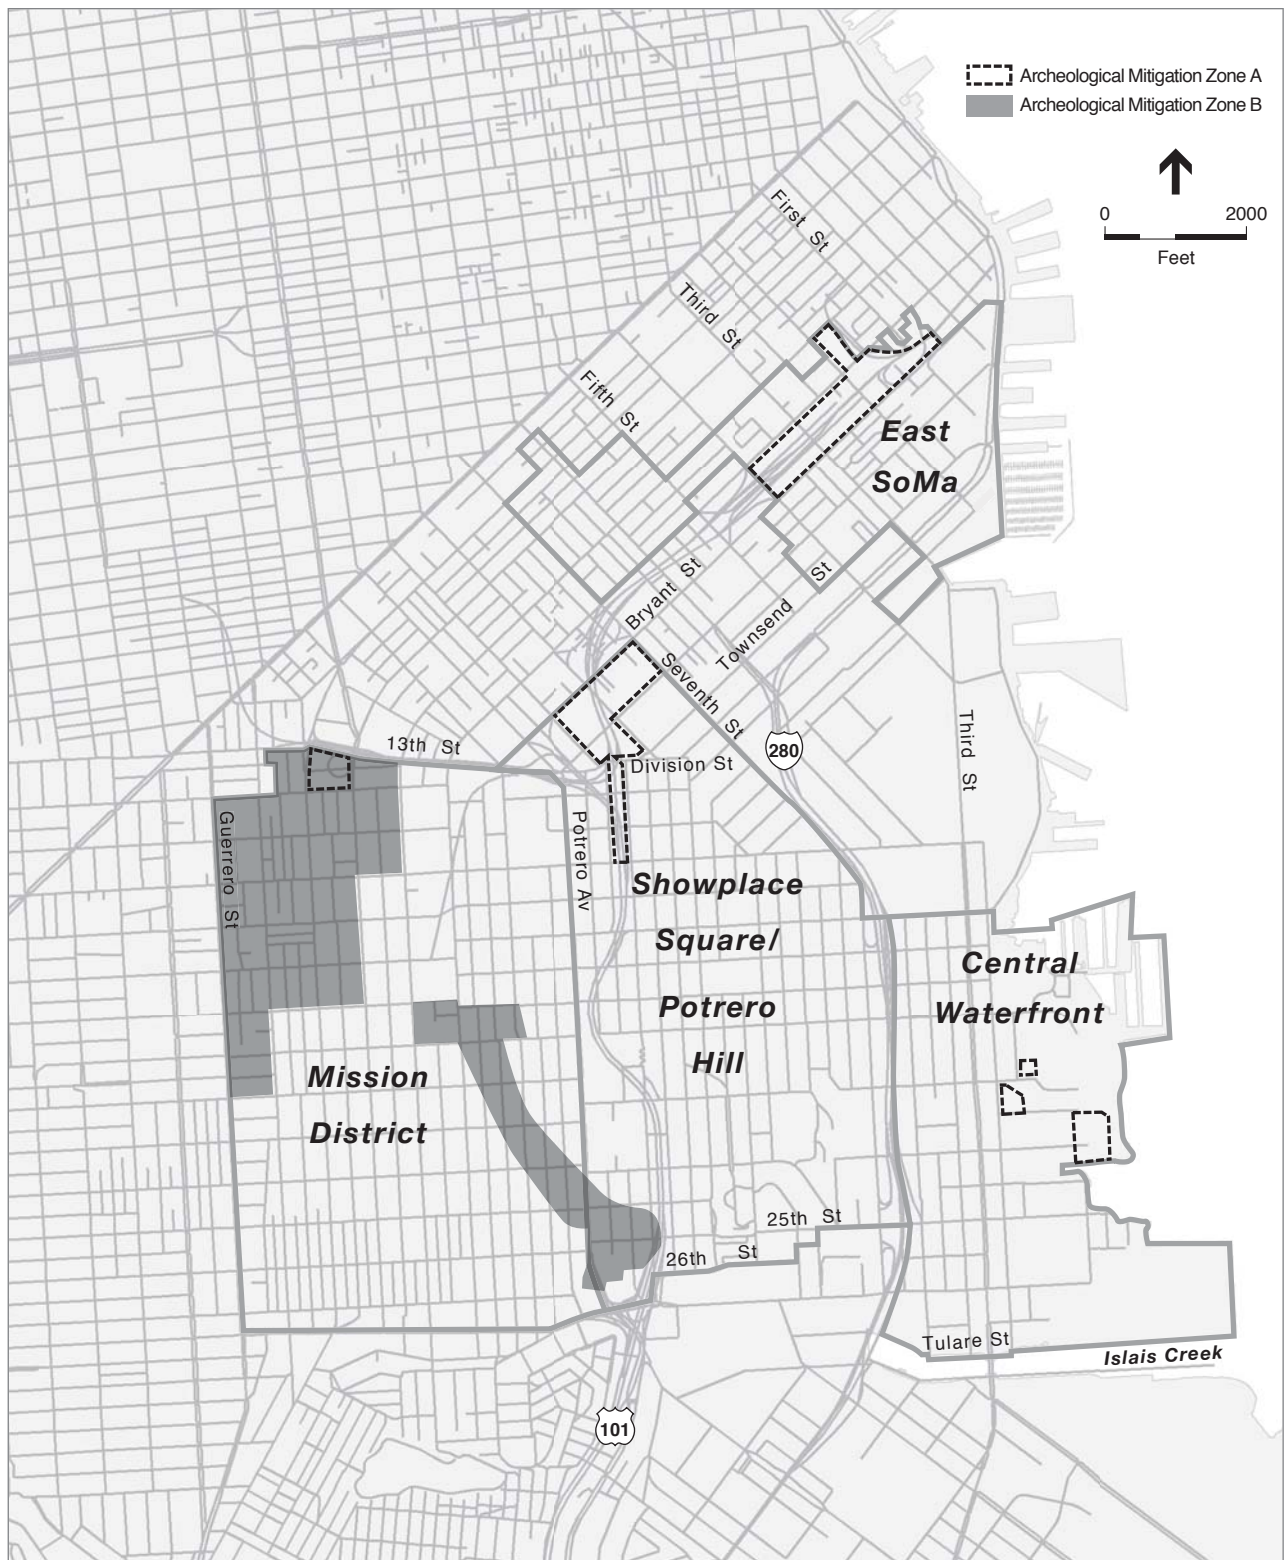 Archeological Mitigation Zone A
Archeological Mitigation Zone B
0 2000
Feet
First St
Third St
Fifth St
East
SoMa
Bryant St
Townsend St
Seventh St
280
13th St
Division St
Third St
Guerrero St
Potrero Av
Showplace
Square/
Potrero
Hill
Central
Waterfront
Mission
District
25th St
26th St
Tulare St
Islais Creek
101